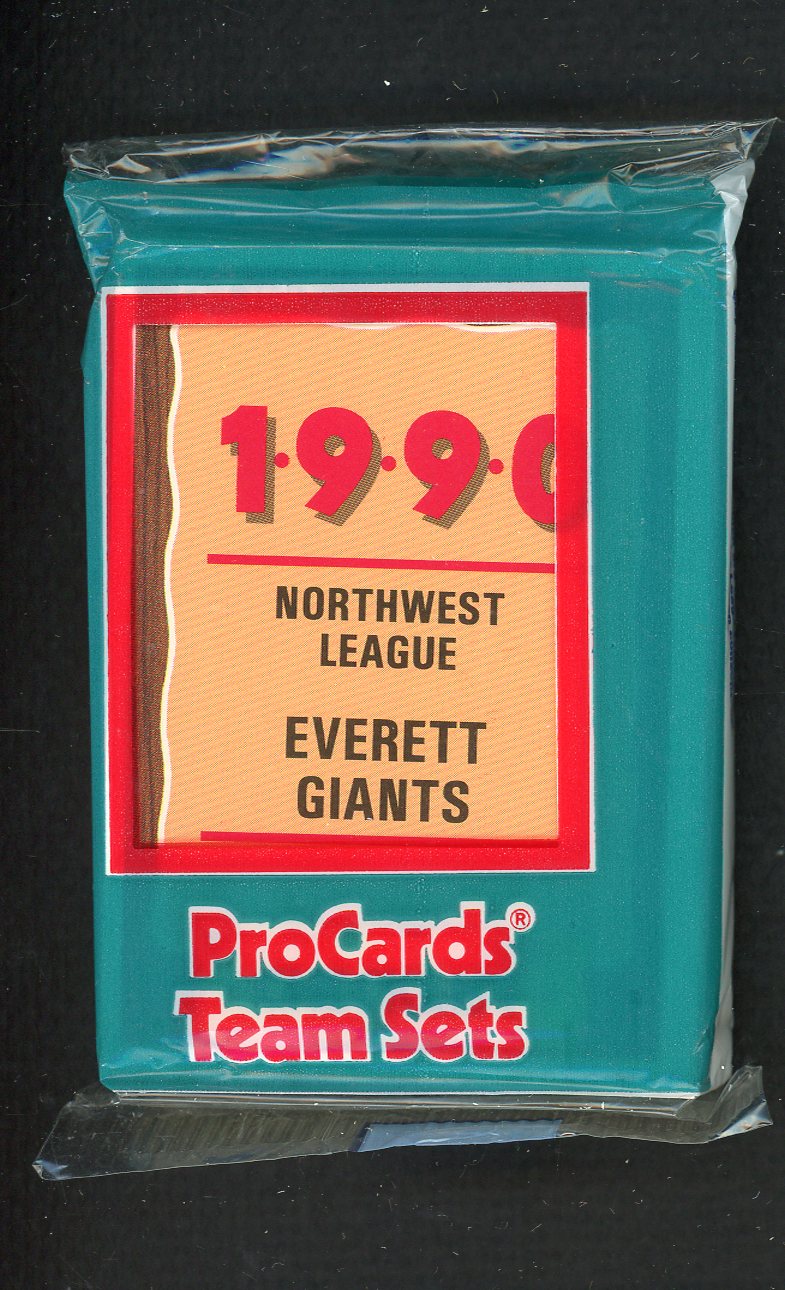 1·9·9·0
NORTHWEST
LEAGUE
EVERETT
GIANTS
ProCards®
Team Sets